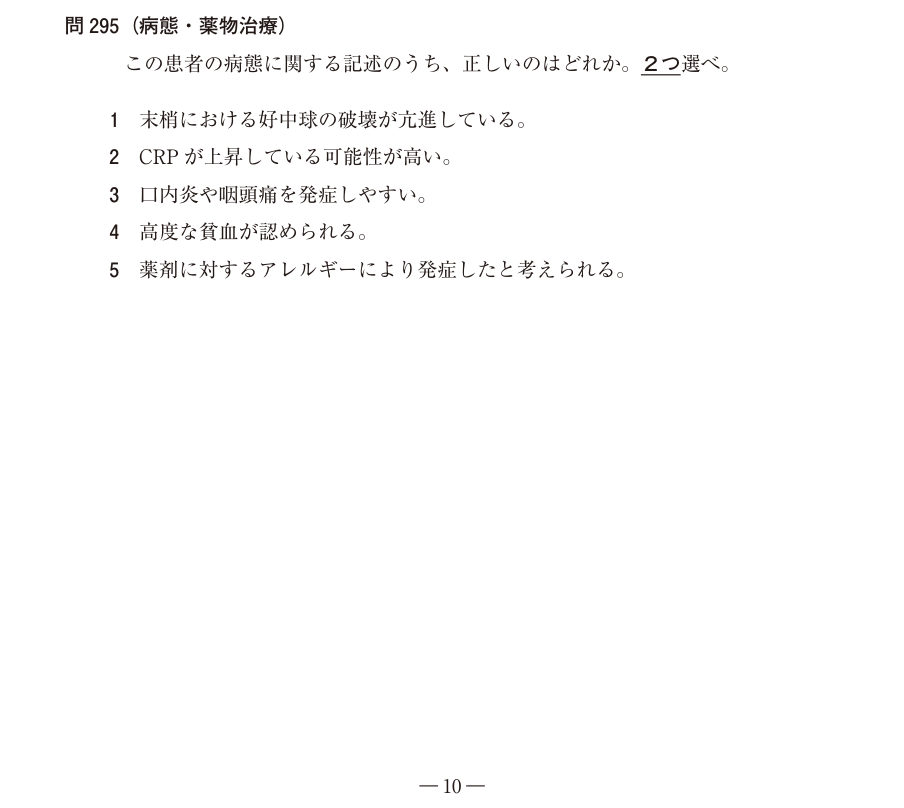 問 295（病態・薬物治療）
この患者の病態に関する記述のうち、正しいのはどれか。２つ選べ。
1 末梢における好中球の破壊が亢進している。
2 CRP が上昇している可能性が高い。
3 口内炎や咽頭痛を発症しやすい。
4 高度な貧血が認められる。
5 薬剤に対するアレルギーにより発症したと考えられる。
— 10 —